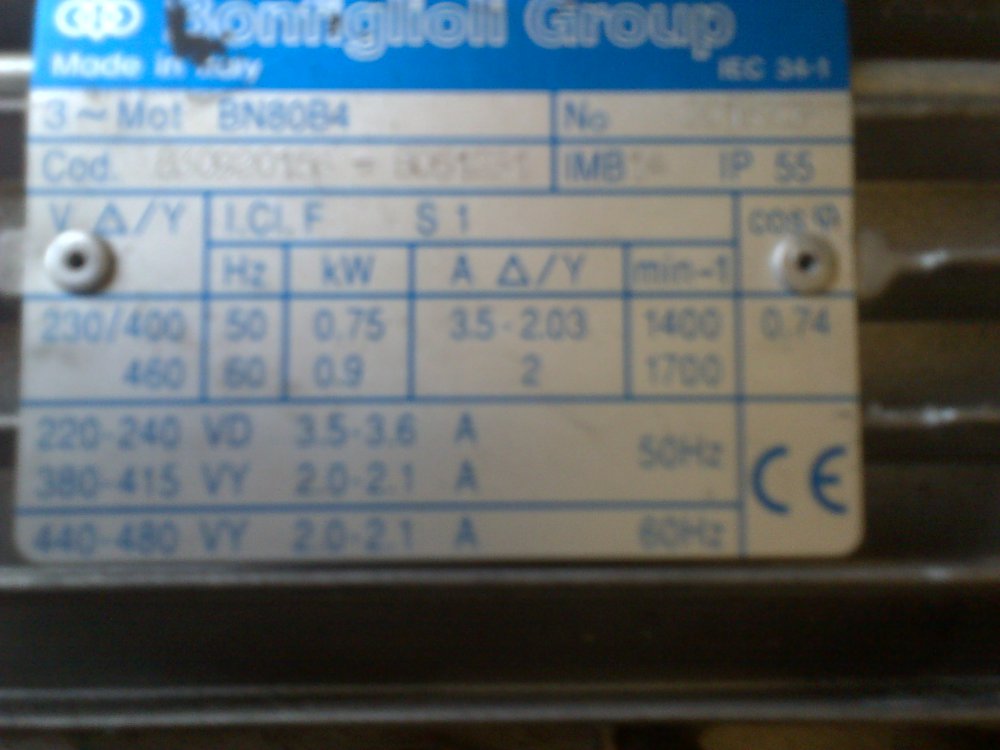 Bonfiglioli Group
Made in Italy IEC 34-1
3~Mot BN80B4 No
Cod. IMB IP 55
V Δ/Y I.Cl.F S1 cos φ
Hz kW A Δ/Y min-1
230/400 50 0.75 3.5-2.03 1400 0,74
460 60 0.9 2 1700
220-240 VD 3.5-3.6 A 50Hz
380-415 VY 2.0-2.1 A
440-480 VY 2.0-2.1 A 60Hz
CE